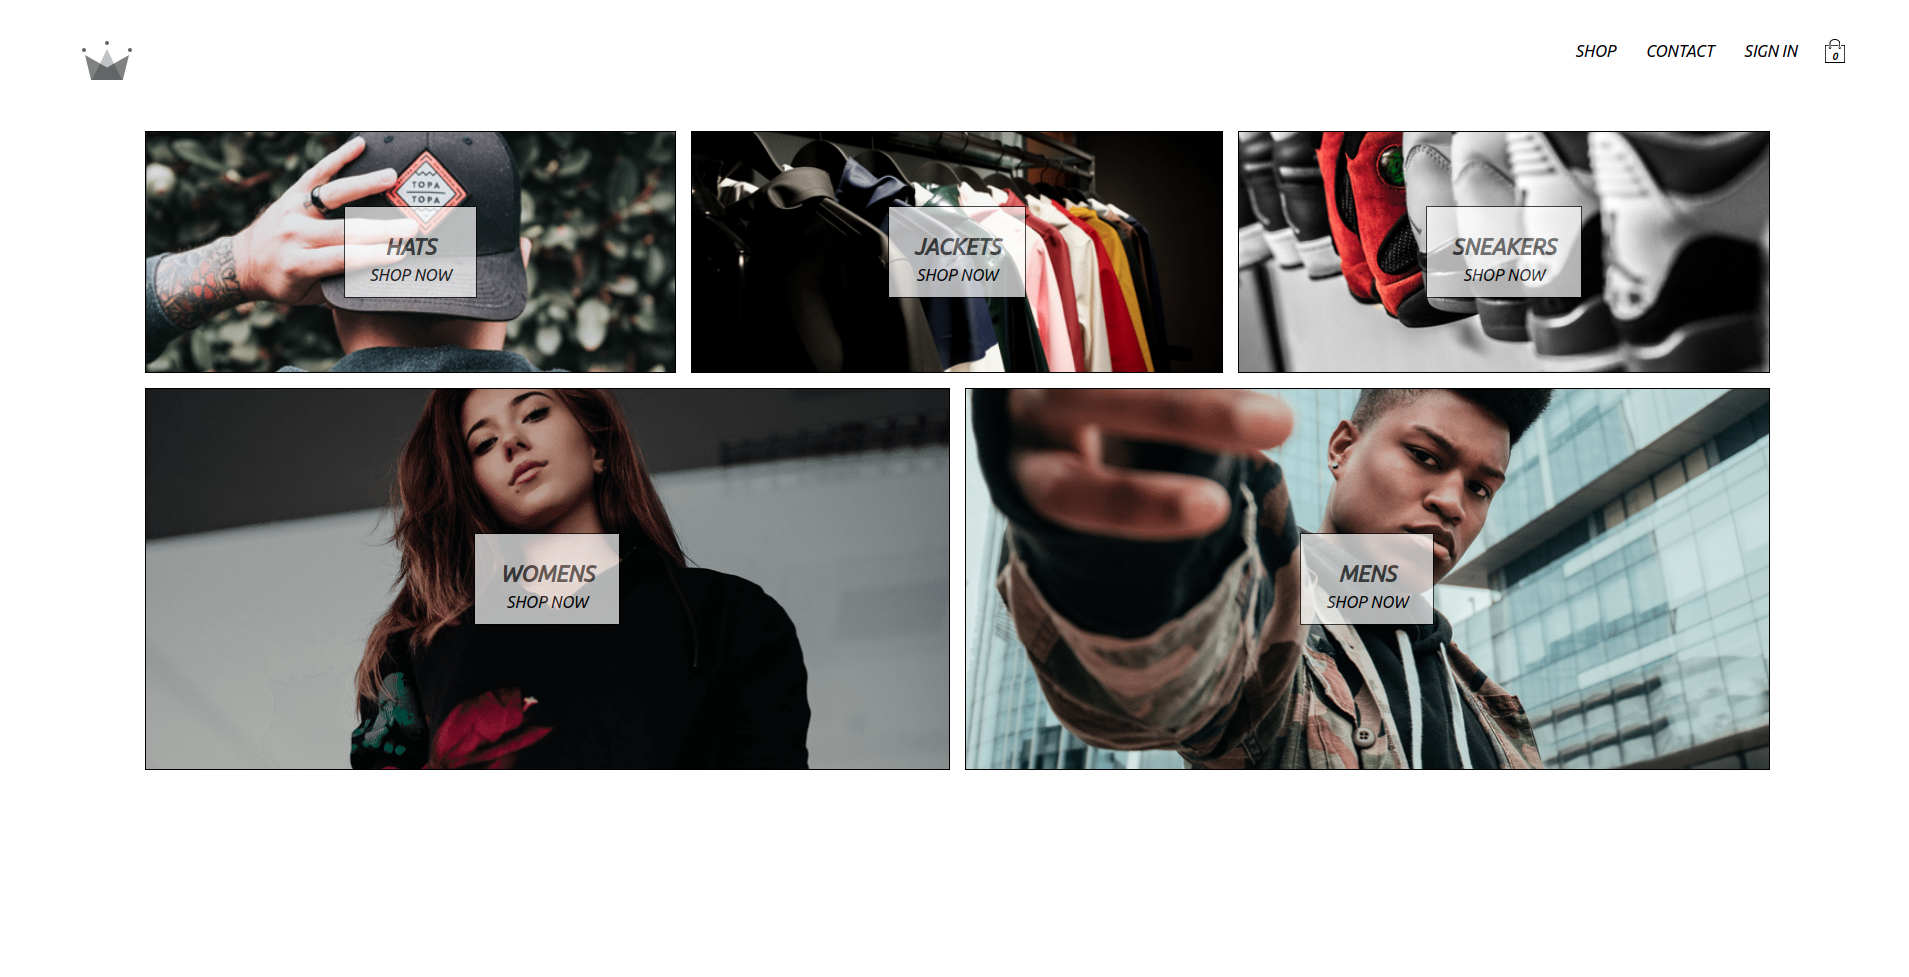 SHOP CONTACT SIGN IN 0
TOPA
TOPA
HATS
SHOP NOW
JACKETS
SHOP NOW
SNEAKERS
SHOP NOW
WOMENS
SHOP NOW
MENS
SHOP NOW